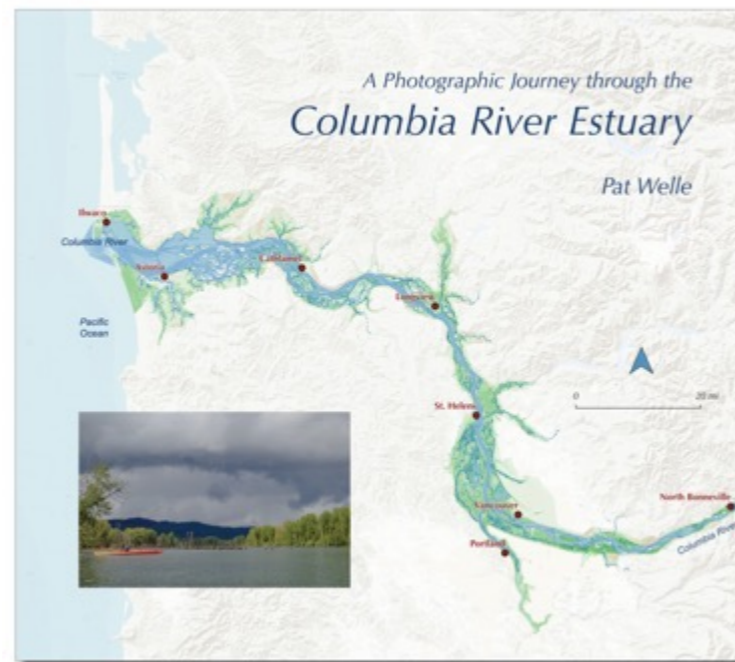 A Photographic Journey through the
Columbia River Estuary
Pat Welle
Ilwaco
Columbia River
Astoria
Cathlamet
Longview
Pacific
Ocean
0 20 mi
St. Helens
Vancouver
North Bonneville
Portland
Columbia River